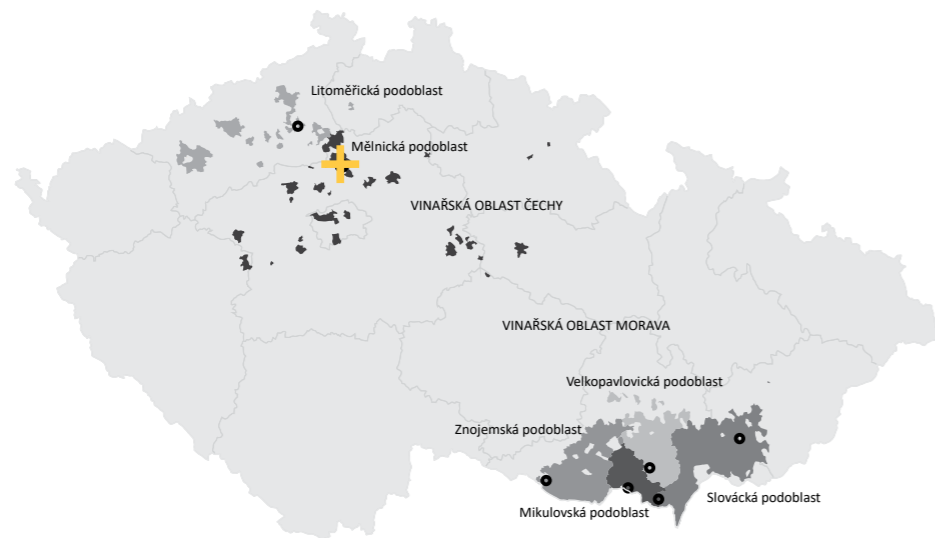 Litoměřická podoblast
Mělnická podoblast
VINAŘSKÁ OBLAST ČECHY
VINAŘSKÁ OBLAST MORAVA
Velkopavlovická podoblast
Znojemská podoblast
Slovácká podoblast
Mikulovská podoblast